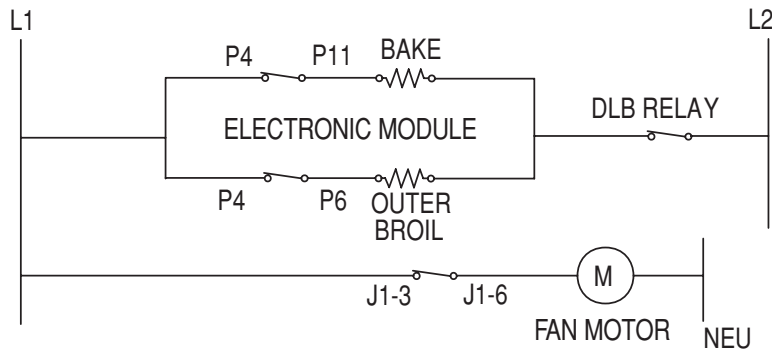 L1
L2
P4
P11
BAKE
DLB RELAY
ELECTRONIC MODULE
P4
P6
OUTER
BROIL
J1-3
J1-6
M
FAN MOTOR
NEU